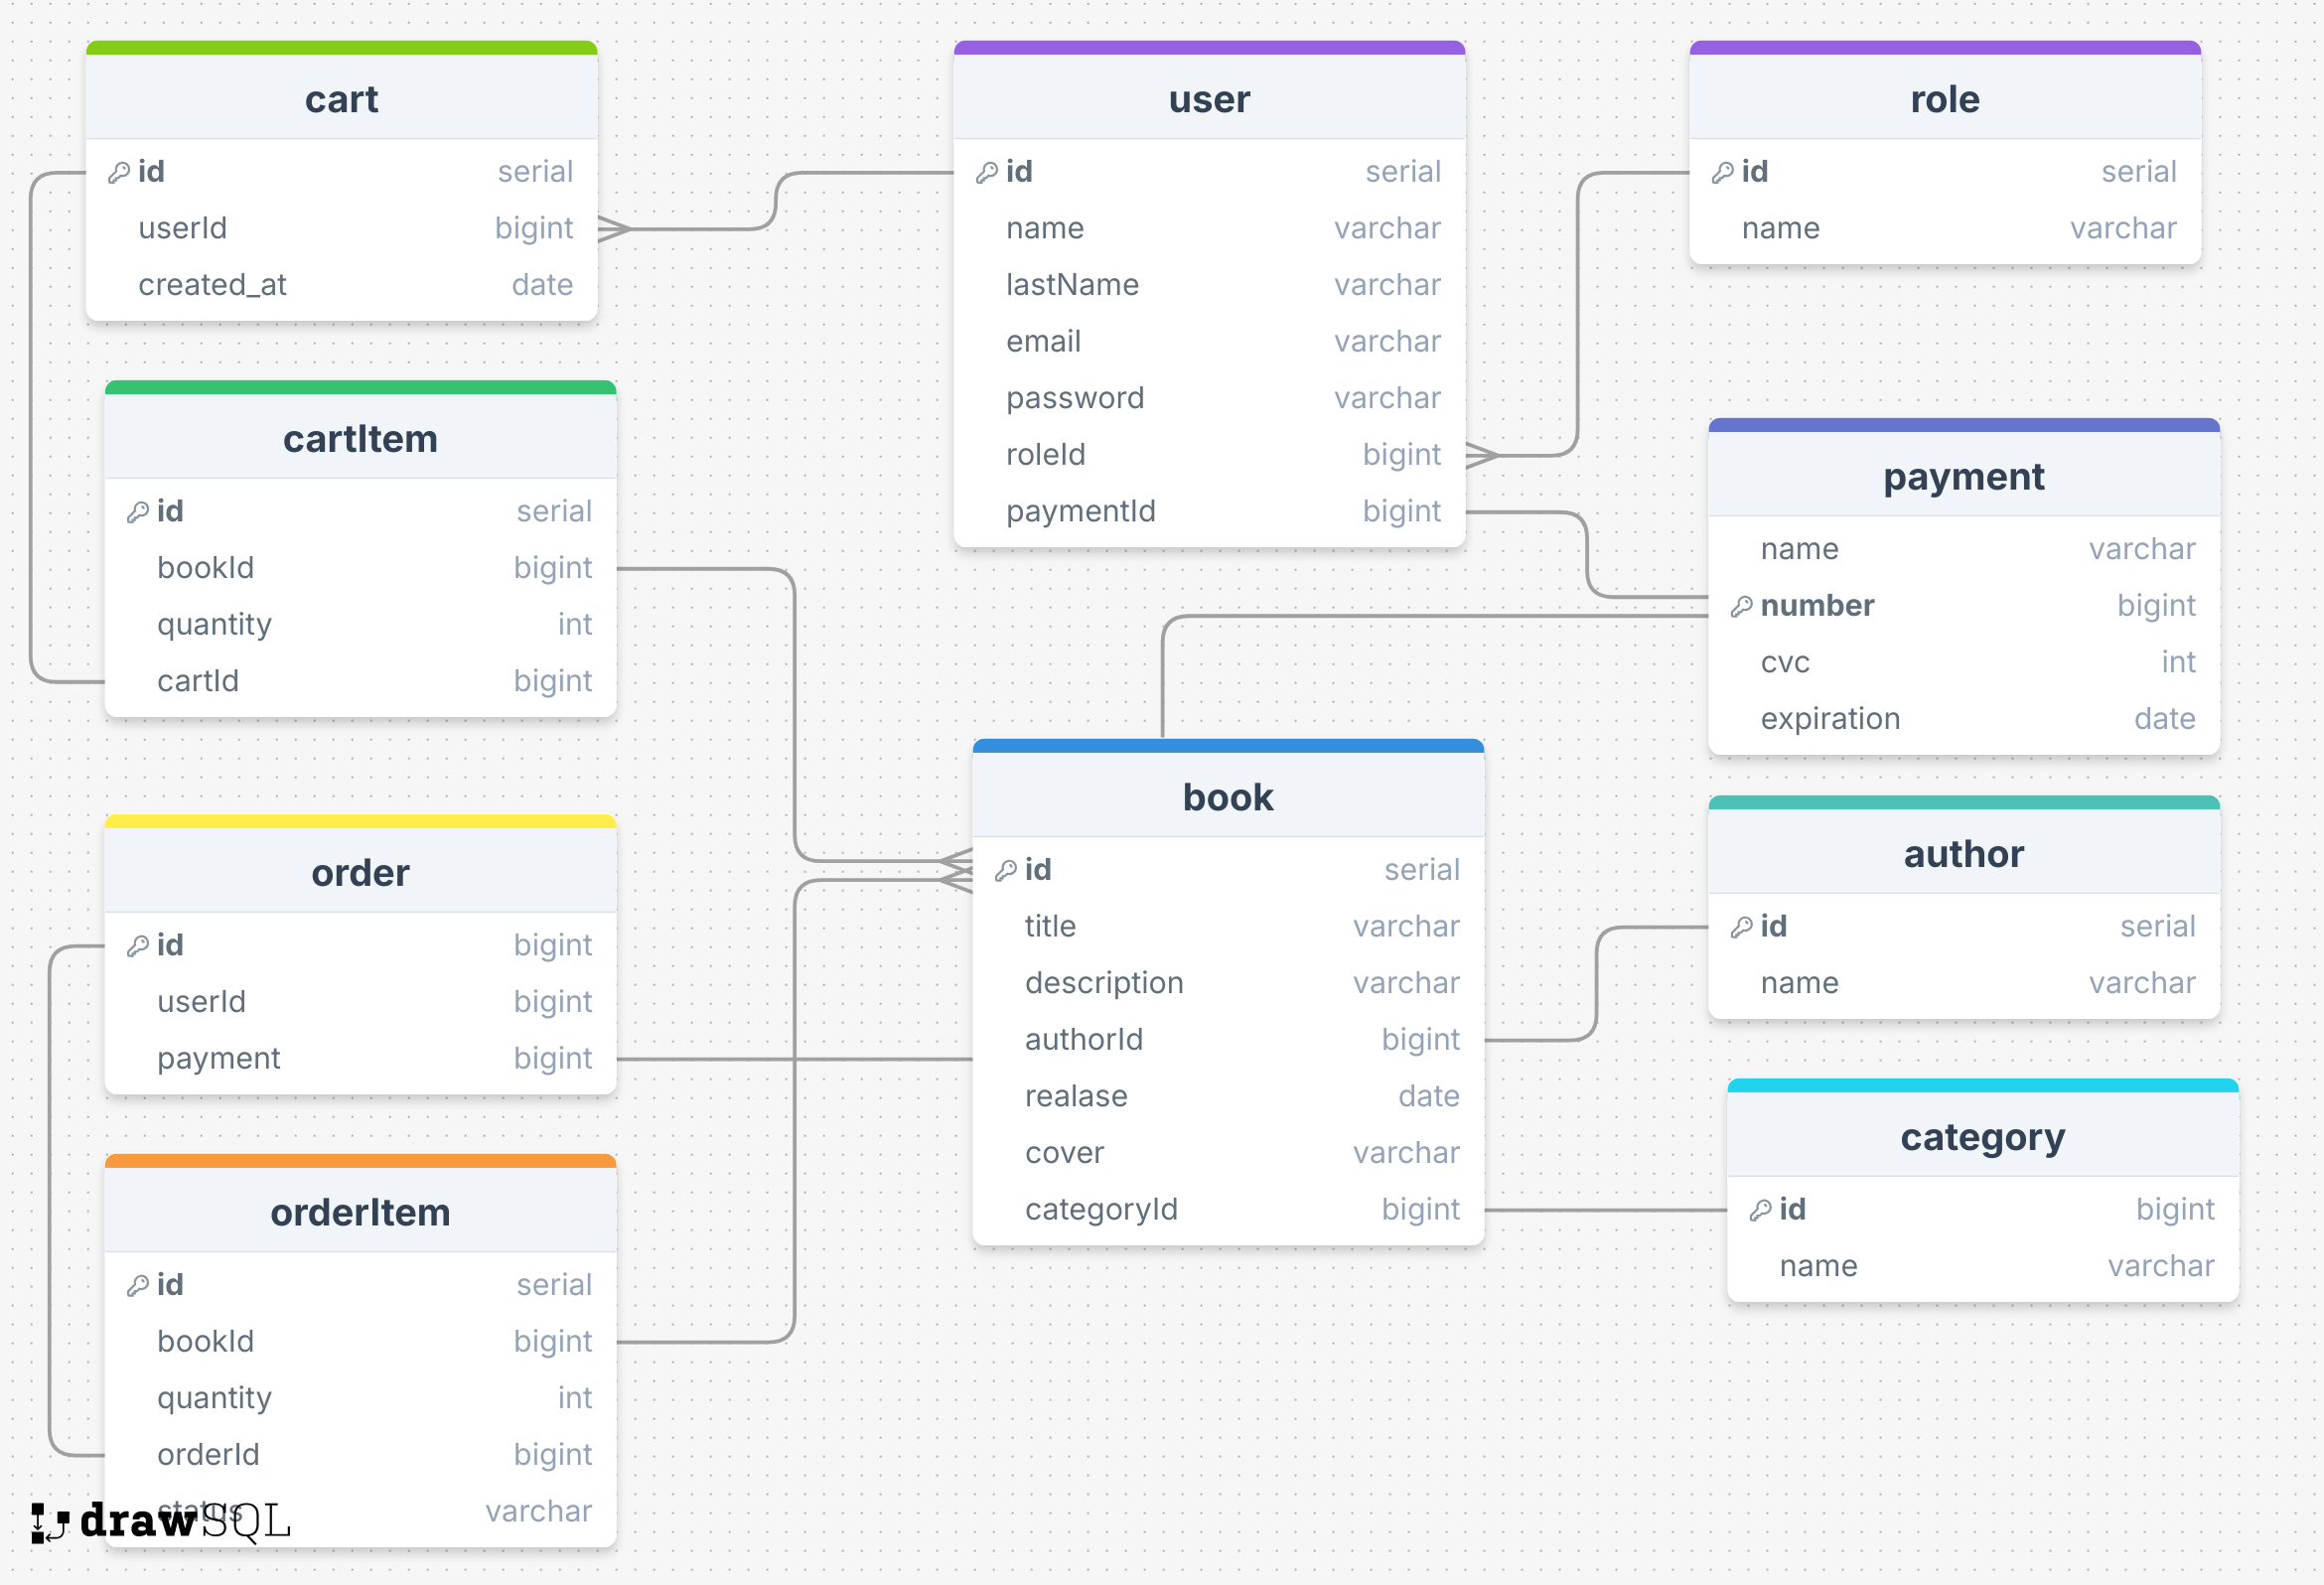 cart
id serial
userId bigint
created_at date
user
id serial
name varchar
lastName varchar
email varchar
password varchar
roleId bigint
paymentId bigint
role
id serial
name varchar
cartItem
id serial
bookId bigint
quantity int
cartId bigint
payment
name varchar
number bigint
cvc int
expiration date
book
id serial
title varchar
description varchar
authorId bigint
realase date
cover varchar
categoryId bigint
author
id serial
name varchar
order
id bigint
userId bigint
payment bigint
category
id bigint
name varchar
orderItem
id serial
bookId bigint
quantity int
orderId bigint
status varchar
drawSQL